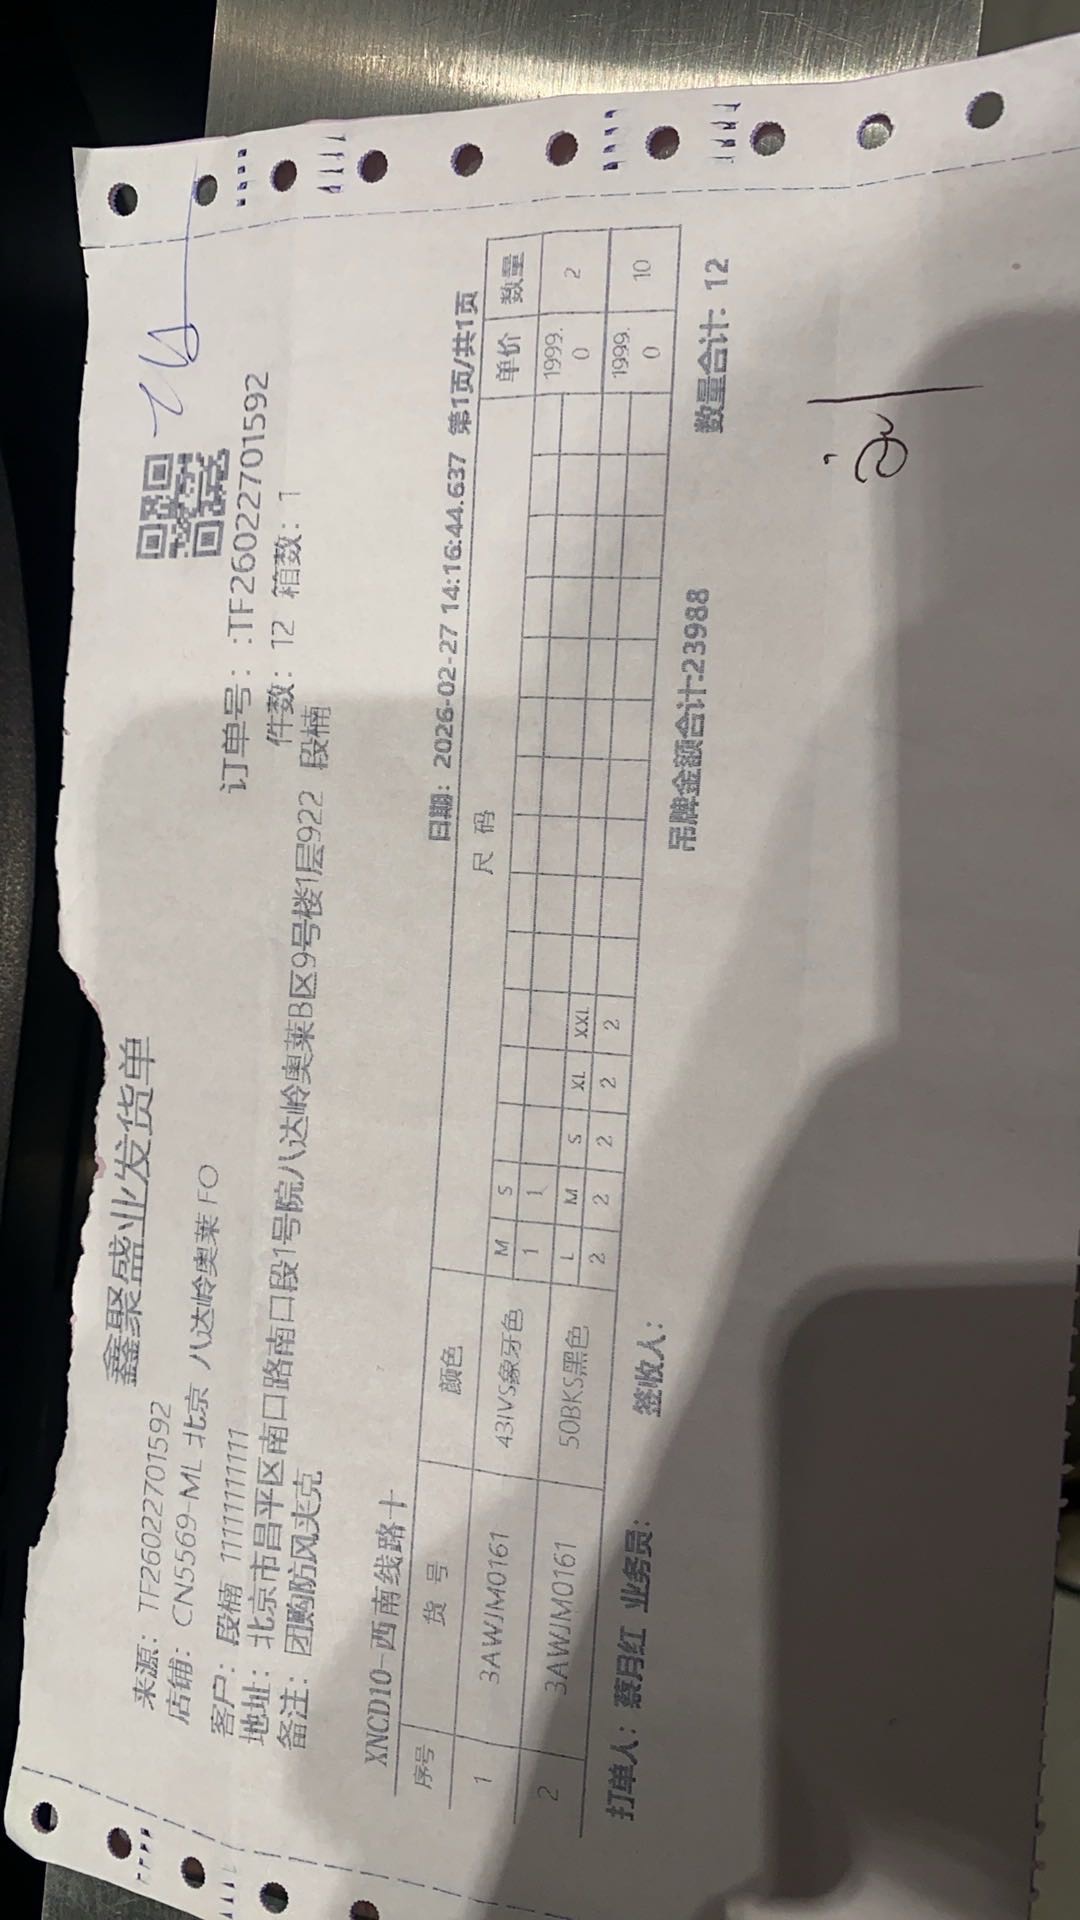 鑫聚盛业发货单
来源: TF26022701592
订单号: :TF2602270​1592
店铺: CN5569-ML 北京 八达岭奥莱 FO
件数: 12 箱数: 1
客户: 段楠 11111111111
地址: 北京市昌平区南口路南口段1号院八达岭奥莱B区9号楼1层922 段楠
备注: 团购防风夹克
XNCD10-西南线路十
日期: 2026-02-27 14:16:44.637 第1页/共1页
序号 货 号 颜色 尺 码 单价 数量
1 3AWJM0161 43IVS象牙色 M S 1999.0 2
1 1
2 3AWJM0161 50BKS黑色 L M S XL XXL 1999.0 10
2 2 2 2 2
打单人: 蔡月红 业务员: 签收人: 吊牌金额合计:23988 数量合计: 12